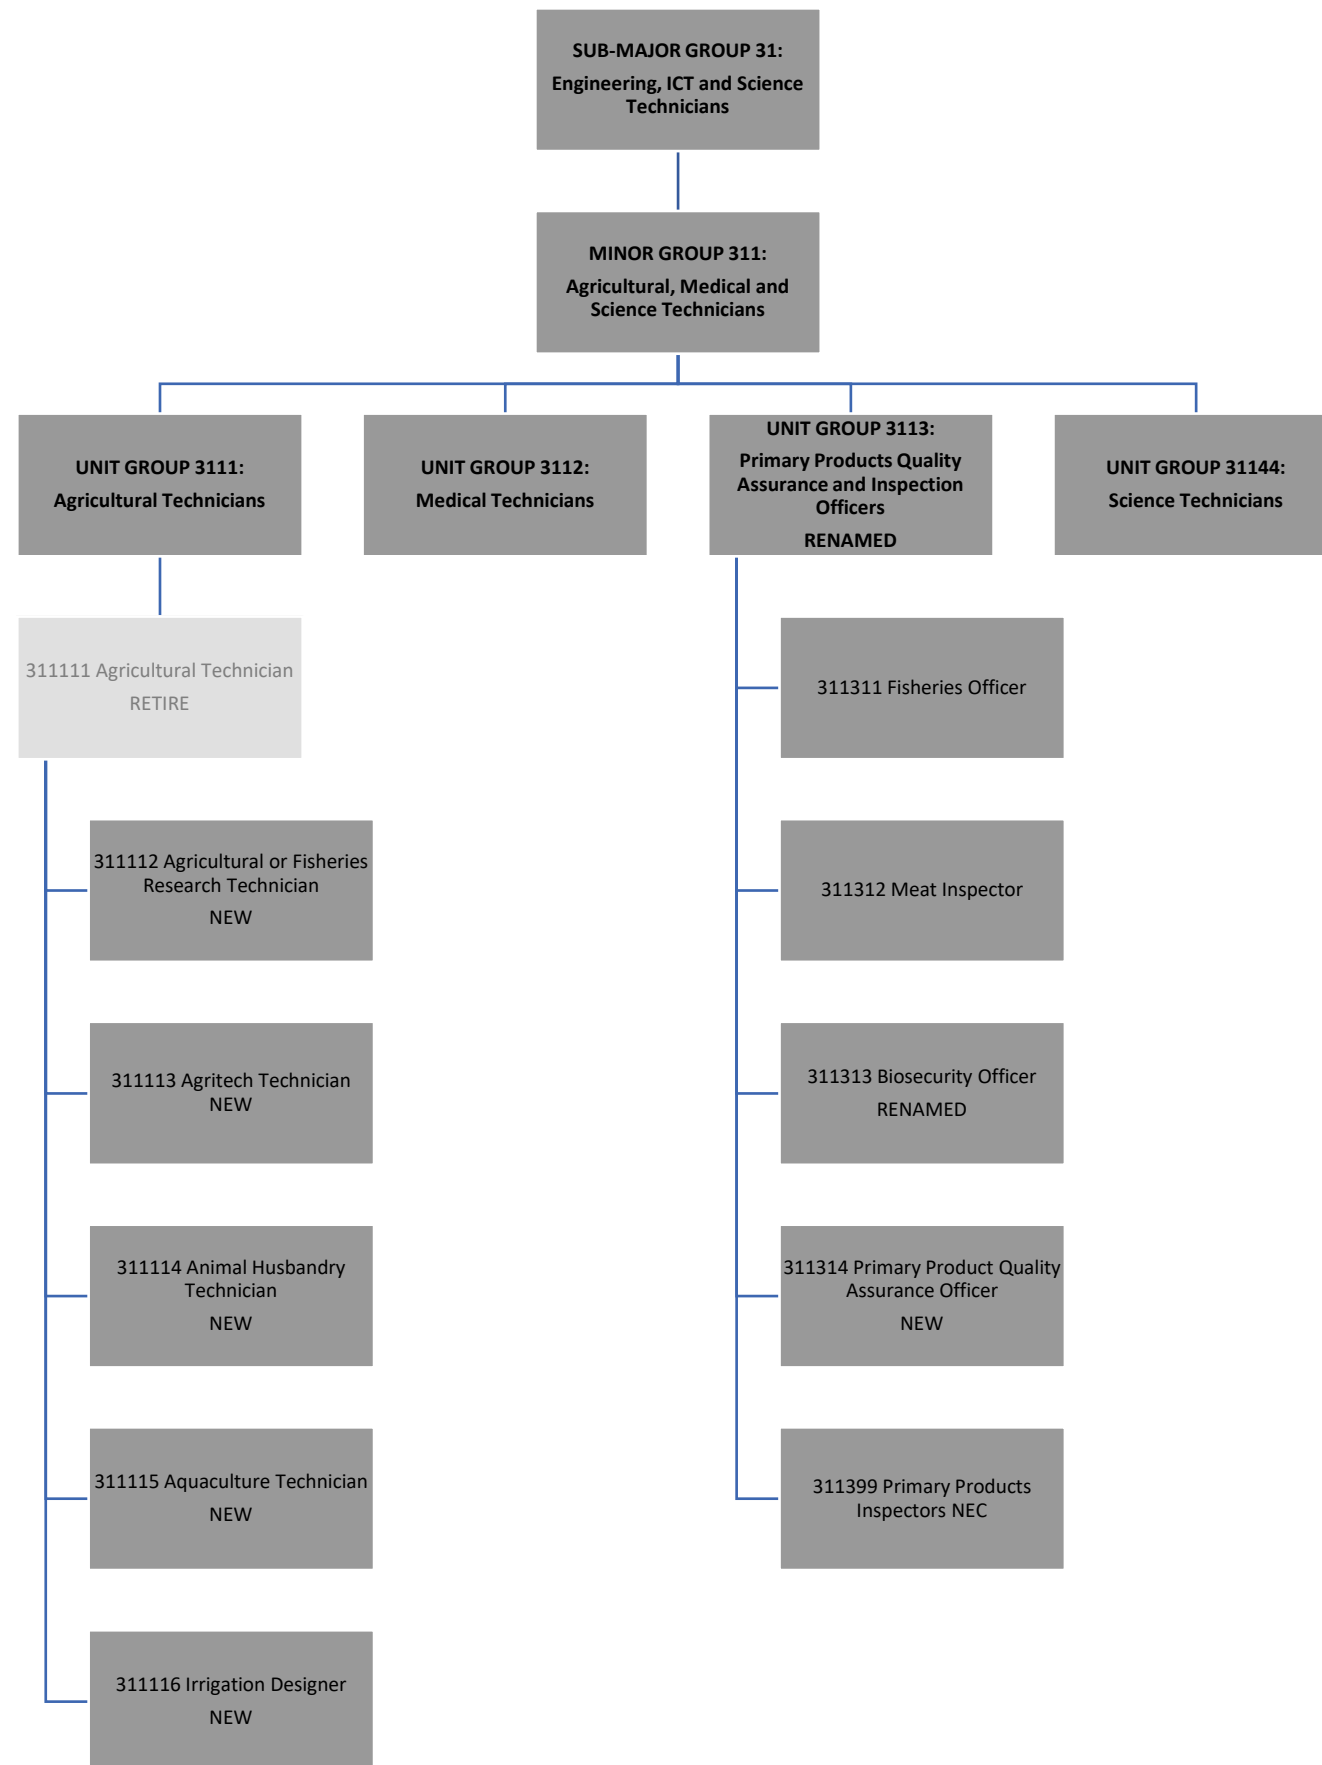 SUB-MAJOR GROUP 31:
Engineering, ICT and Science
Technicians
MINOR GROUP 311:
Agricultural, Medical and
Science Technicians
UNIT GROUP 3111:
Agricultural Technicians
UNIT GROUP 3112:
Medical Technicians
UNIT GROUP 3113:
Primary Products Quality
Assurance and Inspection
Officers
RENAMED
UNIT GROUP 31144:
Science Technicians
311111 Agricultural Technician
RETIRE
311112 Agricultural or Fisheries
Research Technician
NEW
311113 Agritech Technician
NEW
311114 Animal Husbandry
Technician
NEW
311115 Aquaculture Technician
NEW
311116 Irrigation Designer
NEW
311311 Fisheries Officer
311312 Meat Inspector
311313 Biosecurity Officer
RENAMED
311314 Primary Product Quality
Assurance Officer
NEW
311399 Primary Products
Inspectors NEC